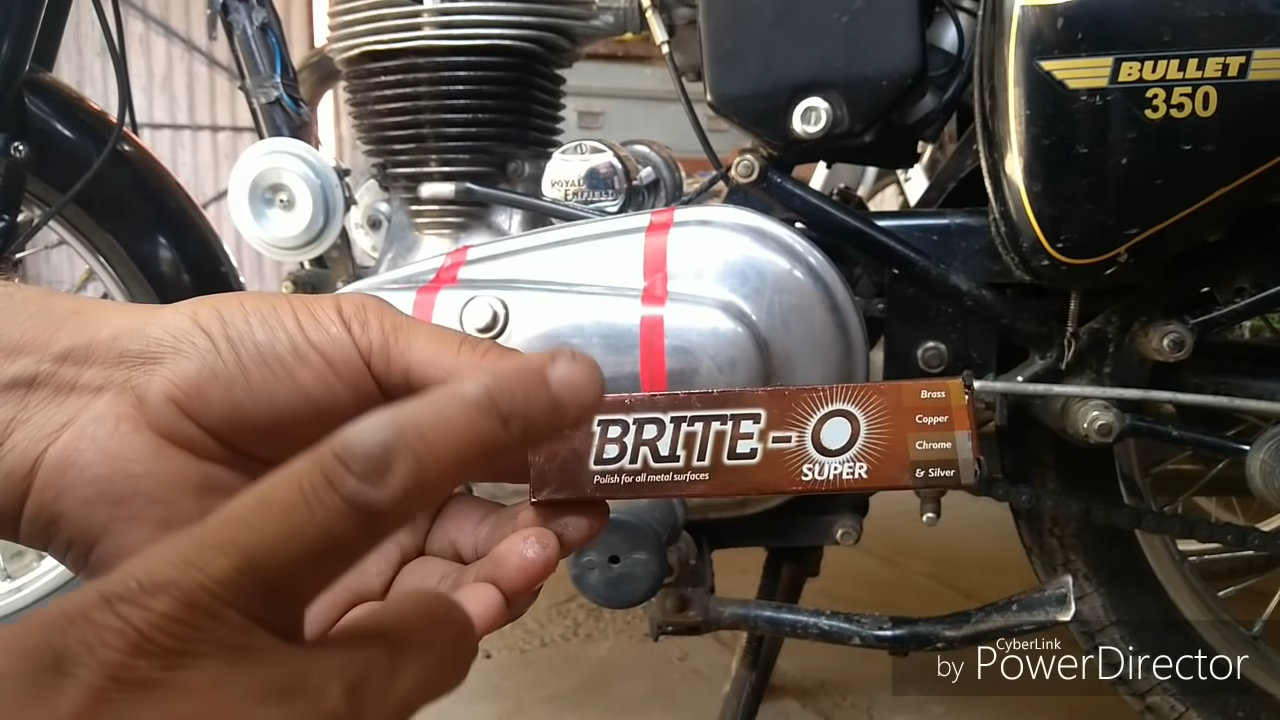 BULLET
350
ROYAL
ENFIELD
BRITE-O
SUPER
Polish for all metal surfaces
Brass
Copper
Chrome
& Silver
CyberLink
by PowerDirector